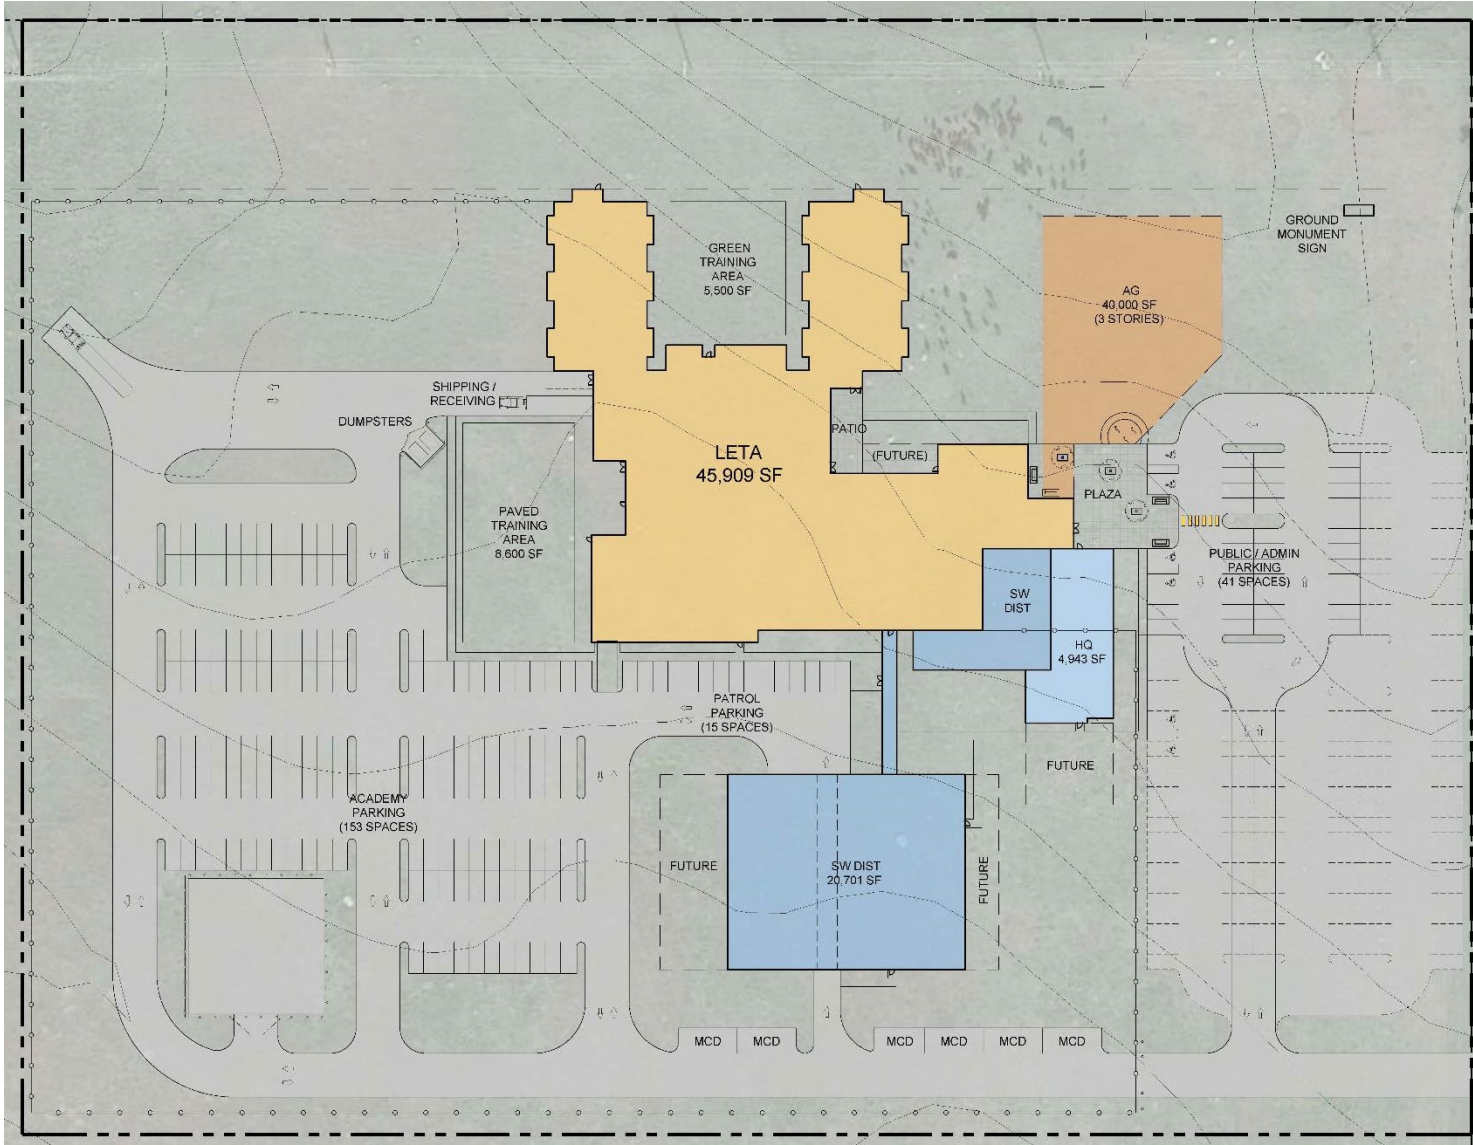 GROUND
MONUMENT
SIGN
GREEN
TRAINING
AREA
5,500 SF
AG
40,000 SF
(3 STORIES)
SHIPPING /
RECEIVING
DUMPSTERS
PATIO
(FUTURE)
LETA
45,909 SF
PLAZA
PAVED
TRAINING
AREA
8,600 SF
PUBLIC / ADMIN
PARKING
(41 SPACES)
SW
DIST
HQ
4,943 SF
PATROL
PARKING
(15 SPACES)
FUTURE
ACADEMY
PARKING
(153 SPACES)
FUTURE
SW DIST
20,701 SF
FUTURE
MCD
MCD
MCD
MCD
MCD
MCD